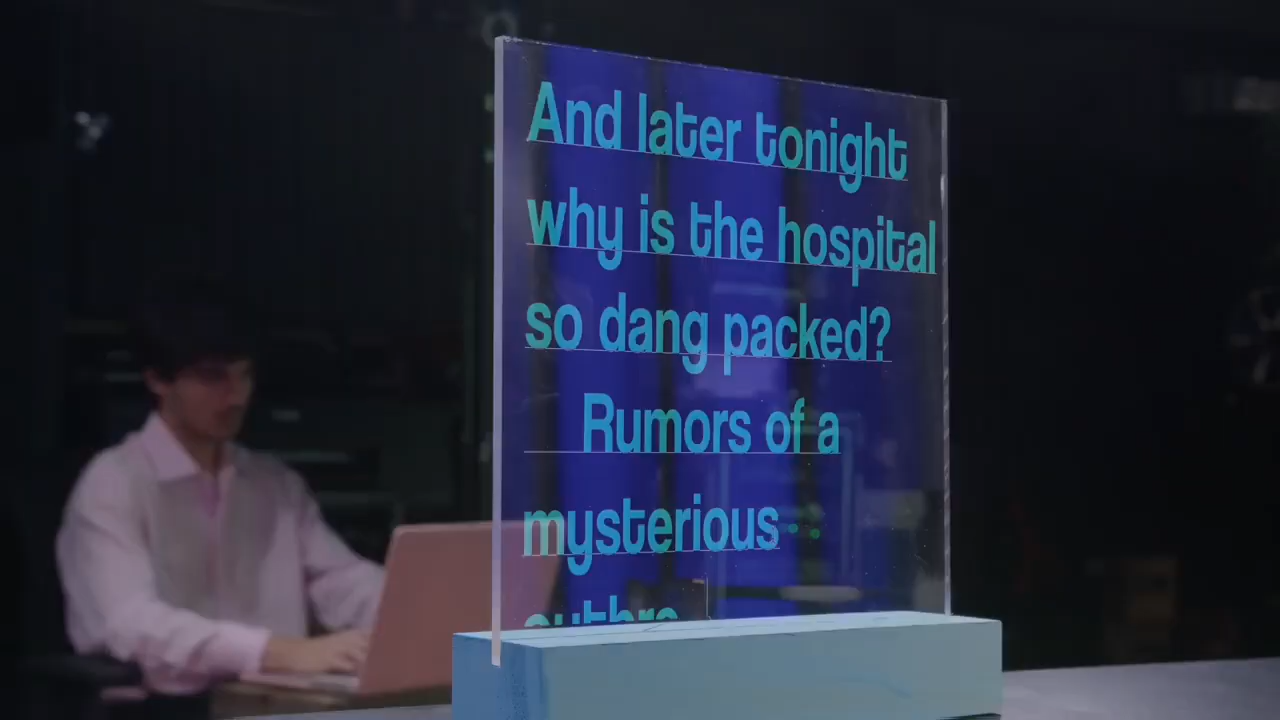 And later tonight
why is the hospital
so dang packed?
Rumors of a
mysterious